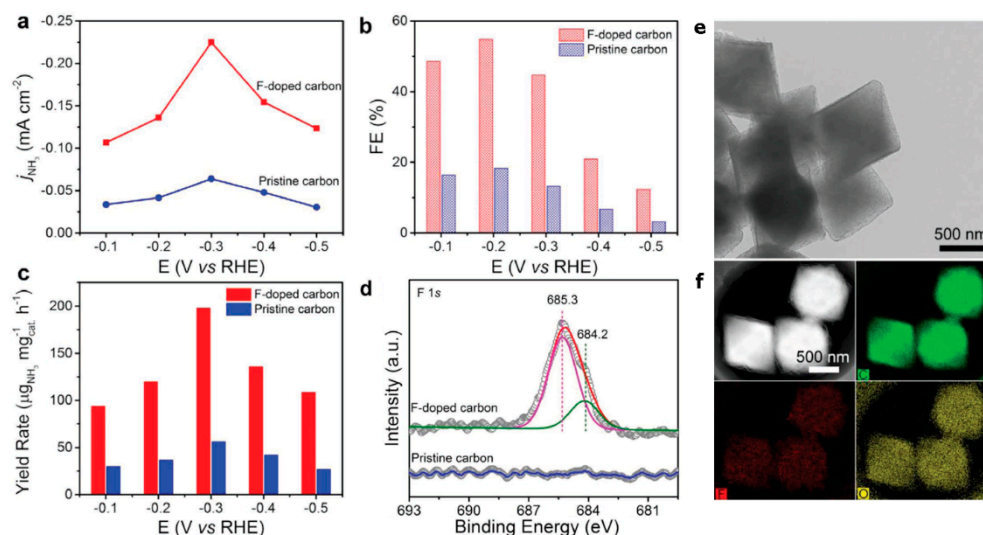 a
-0.25
-0.20
-0.15
-0.10
-0.05
0.00
j NH3 (mA cm-2)
F-doped carbon
Pristine carbon
-0.1 -0.2 -0.3 -0.4 -0.5
E (V vs RHE)
b
60
40
20
0
FE (%)
F-doped carbon
Pristine carbon
-0.1 -0.2 -0.3 -0.4 -0.5
E (V vs RHE)
e
500 nm
c
200
150
100
50
0
Yield Rate (μgNH3 mg-1cat. h-1)
F-doped carbon
Pristine carbon
-0.1 -0.2 -0.3 -0.4 -0.5
E (V vs RHE)
d
F 1s
685.3
684.2
Intensity (a.u.)
F-doped carbon
Pristine carbon
693 690 687 684 681
Binding Energy (eV)
f
500 nm
C
F
O